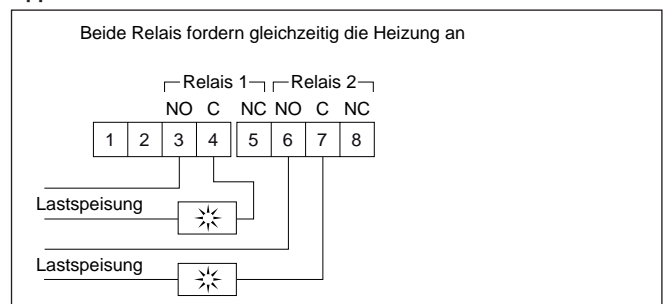 Beide Relais fordern gleichzeitig die Heizung an
Relais 1 Relais 2
NO C NC NO C NC
1 2 3 4 5 6 7 8
Lastspeisung
Lastspeisung